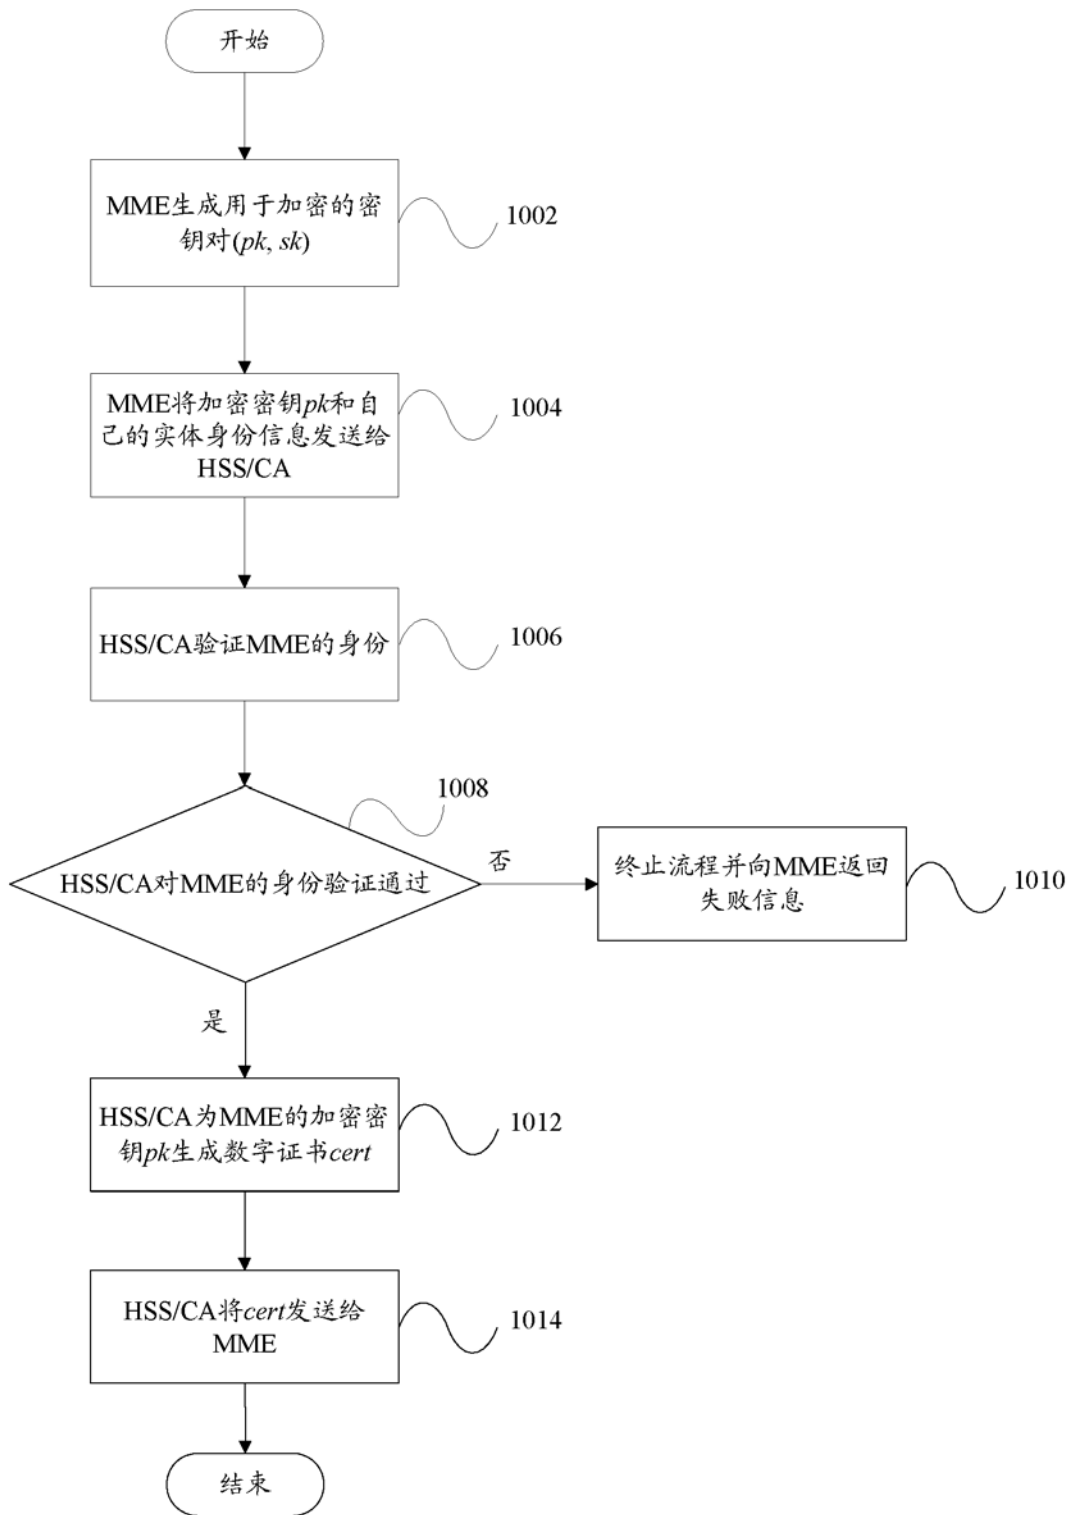 开始
MME生成用于加密的密
钥对(pk, sk)
1002
MME将加密密钥pk和自
己的实体身份信息发送给
HSS/CA
1004
HSS/CA验证MME的身份
1006
1008
HSS/CA对MME的身份验证通过
否
终止流程并向MME返回
失败信息
1010
是
HSS/CA为MME的加密密
钥pk生成数字证书cert
1012
HSS/CA将cert发送给
MME
1014
结束